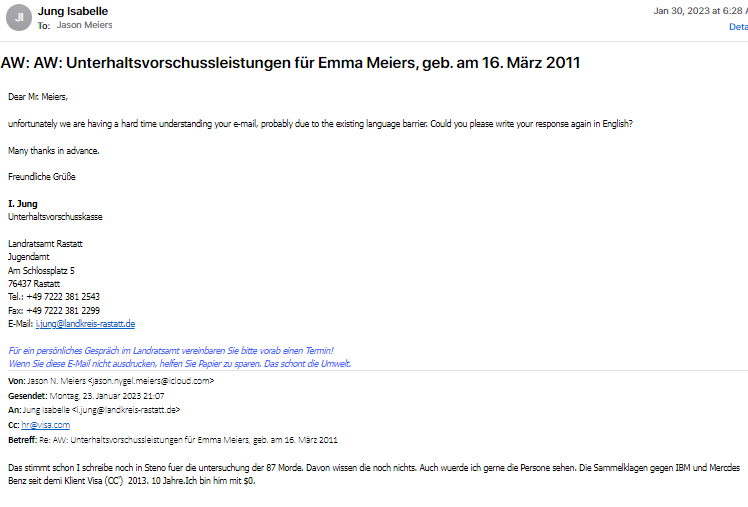 JI
Jung Isabelle
Jan 30, 2023 at 6:28 A
To: Jason Meiers
Deta
AW: AW: Unterhaltsvorschussleistungen für Emma Meiers, geb. am 16. März 2011
Dear Mr. Meiers,
unfortunately we are having a hard time understanding your e-mail, probably due to the existing language barrier. Could you please write your response again in English?
Many thanks in advance.
Freundliche Grüße
I. Jung
Unterhaltsvorschusskasse
Landratsamt Rastatt
Jugendamt
Am Schlossplatz 5
76437 Rastatt
Tel.: +49 7222 381 2543
Fax: +49 7222 381 2299
E-Mail: i.jung@landkreis-rastatt.de
Für ein persönliches Gespräch im Landratsamt vereinbaren Sie bitte vorab einen Termin!
Wenn Sie diese E-Mail nicht ausdrucken, helfen Sie Papier zu sparen. Das schont die Umwelt.
Von: Jason N. Meiers <jason.nygel.meiers@icloud.com>
Gesendet: Montag, 23. Januar 2023 21:07
An: Jung Isabelle <i.jung@landkreis-rastatt.de>
Cc: hr@visa.com
Betreff: Re: AW: Unterhaltsvorschussleistungen für Emma Meiers, geb. am 16. März 2011
Das stimmt schon I schreibe noch in Steno fuer die untersuchung der 87 Morde. Davon wissen die noch nichts. Auch wuerde ich gerne die Persone sehen. Die Sammelklagen gegen IBM und Mercdes
Benz seit demi Klient Visa (CC¨) 2013. 10 Jahre.Ich bin him mit $0.